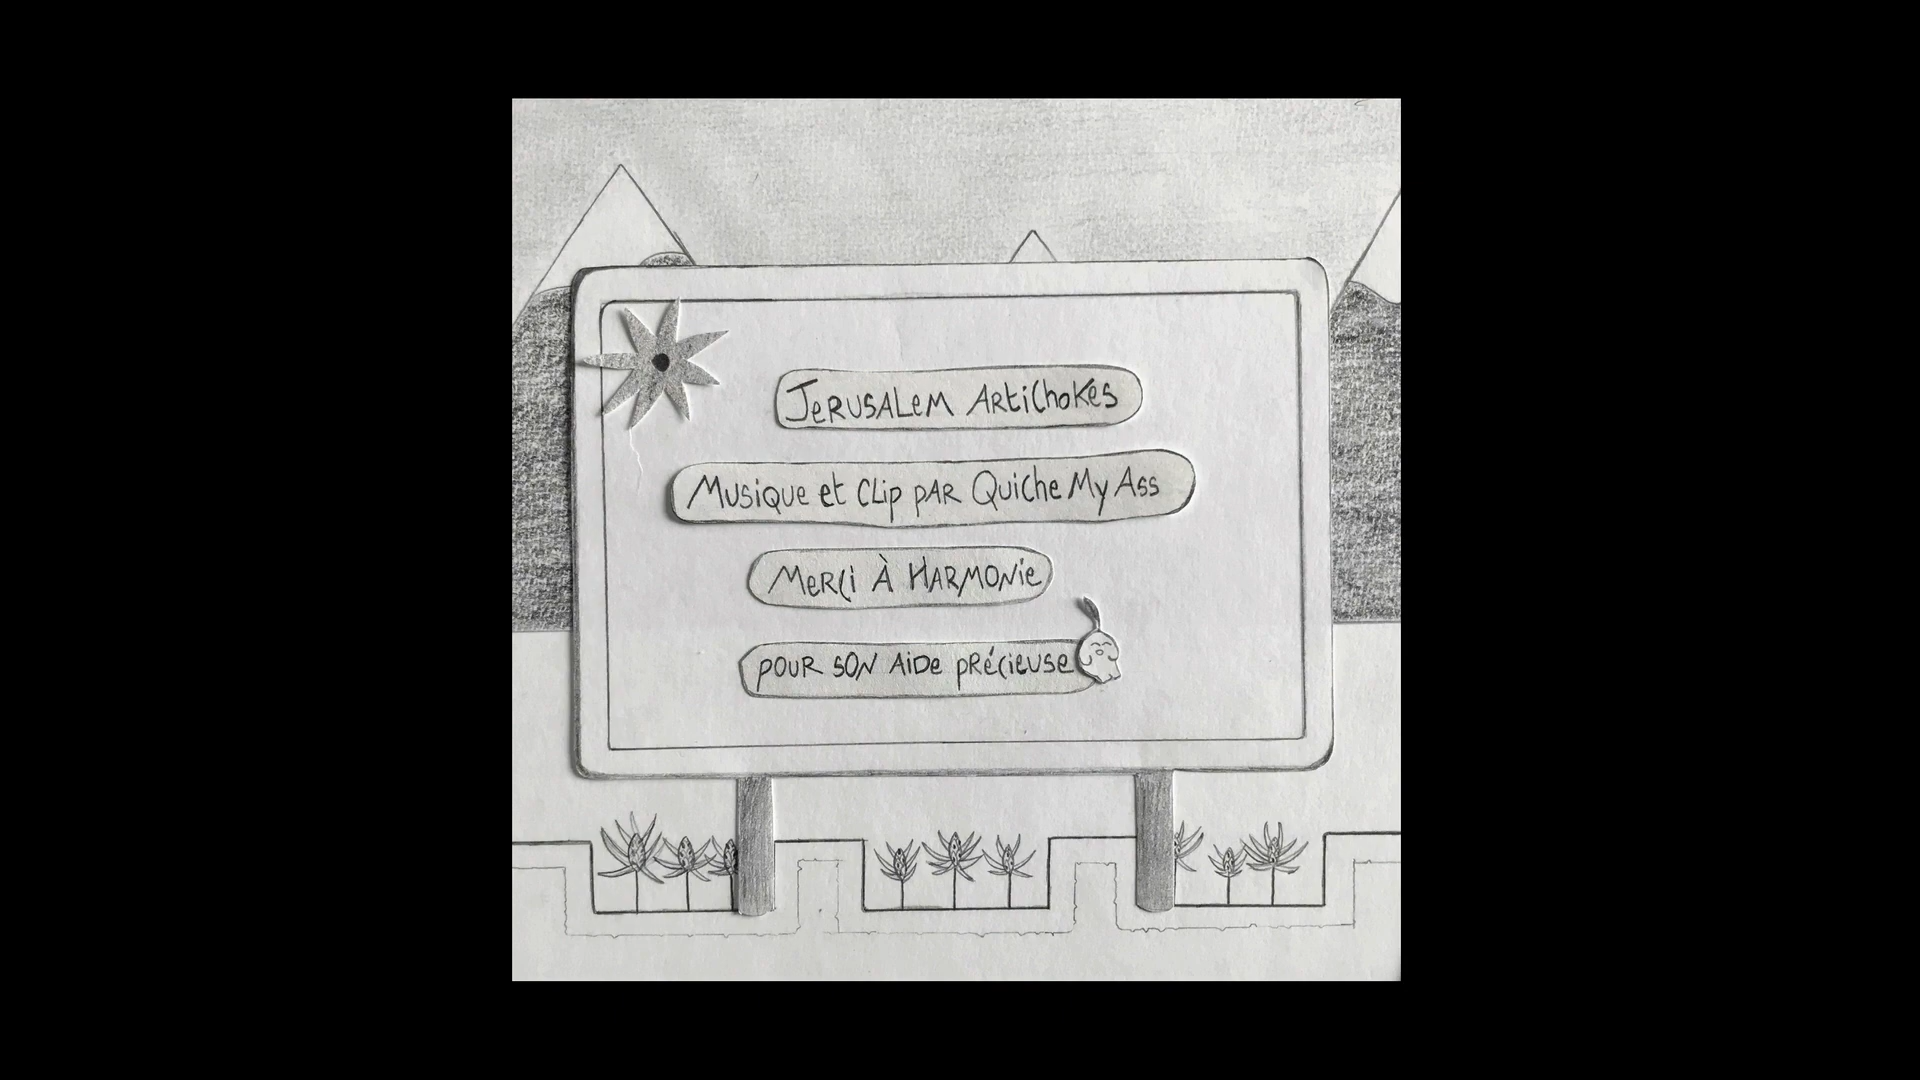 Jerusalem Artichokes
Musique et Clip par Quiche My Ass
Merci À Harmonie
pour son aide précieuse